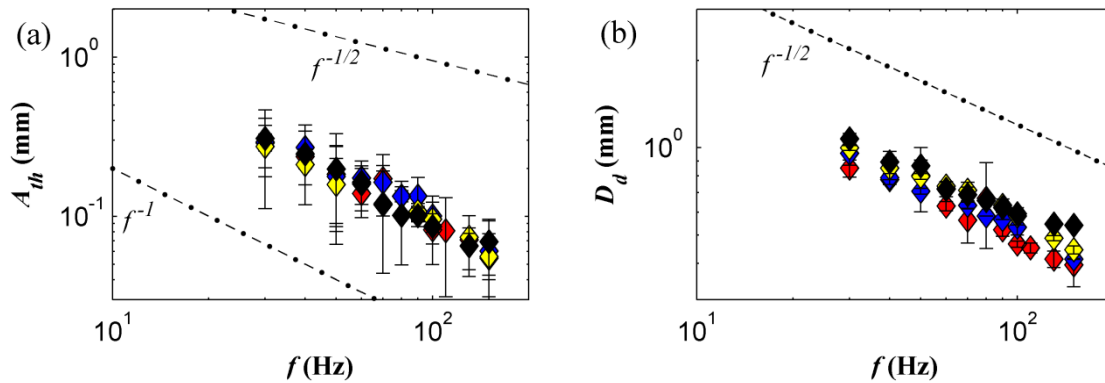 (a)
10^0
10^-1
A_th (mm)
f^-1/2
f^-1
10^1
10^2
f (Hz)
(b)
10^0
D_d (mm)
f^-1/2
10^1
10^2
f (Hz)